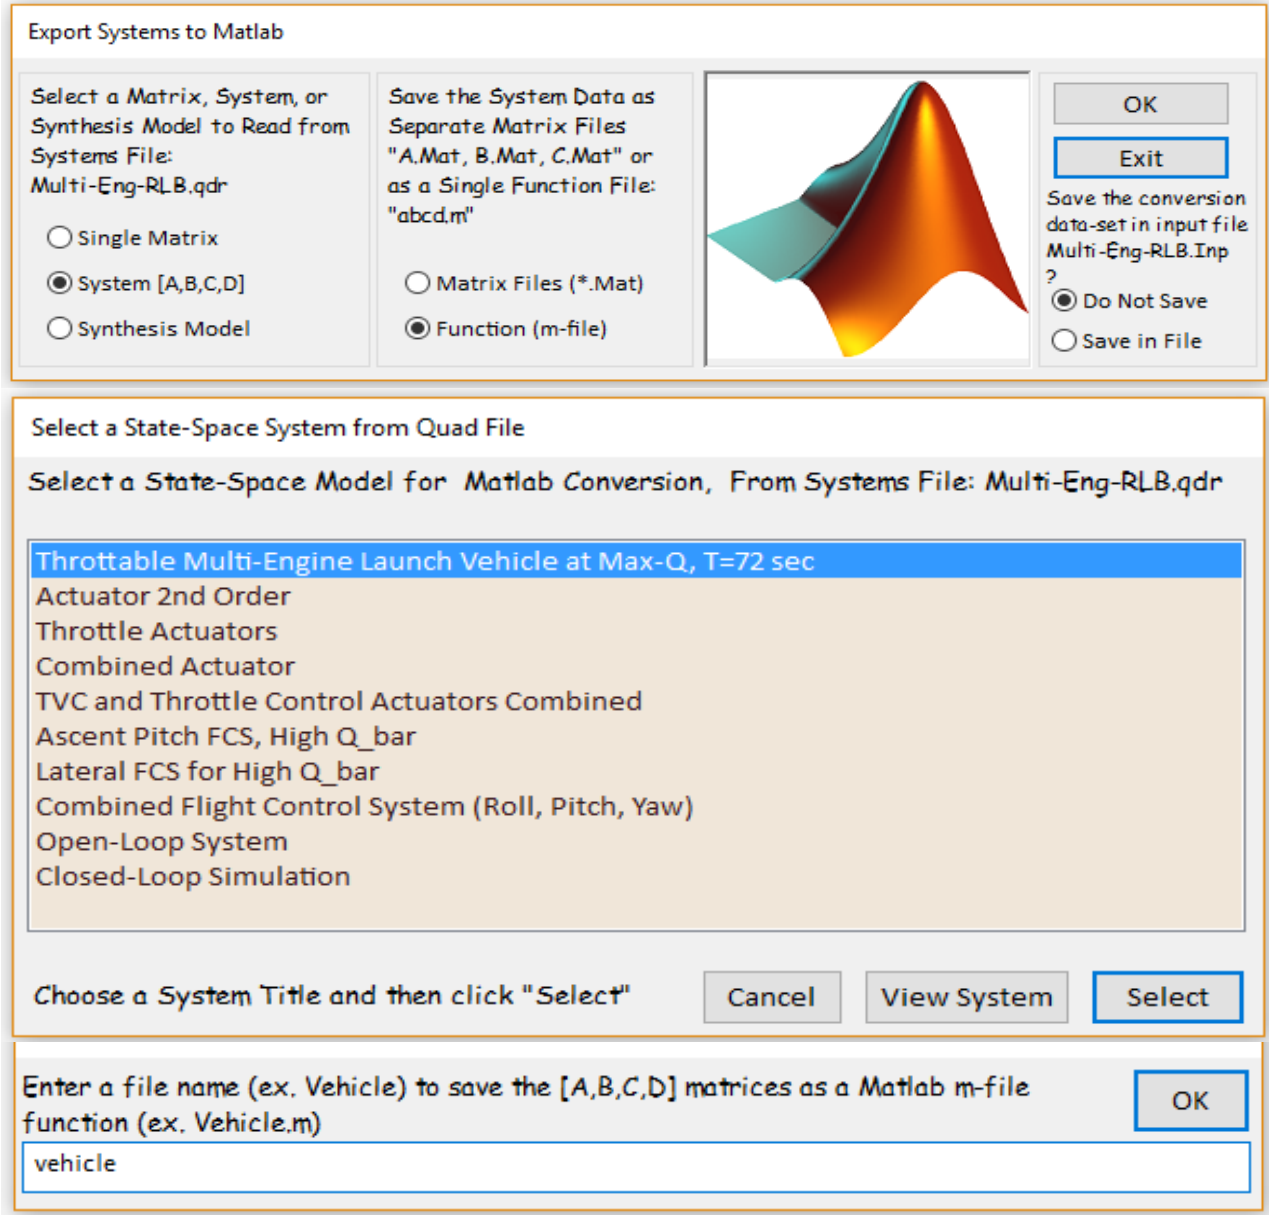 Export Systems to Matlab
Select a Matrix, System, or
Synthesis Model to Read from
Systems File:
Multi-Eng-RLB.qdr
Single Matrix
System [A,B,C,D]
Synthesis Model
Save the System Data as
Separate Matrix Files
"A.Mat, B.Mat, C.Mat" or
as a Single Function File:
"abcd.m"
Matrix Files (*.Mat)
Function (m-file)
OK
Exit
Save the conversion
data-set in input file
Multi-Eng-RLB.Inp
?
Do Not Save
Save in File
Select a State-Space System from Quad File
Select a State-Space Model for Matlab Conversion, From Systems File: Multi-Eng-RLB.qdr
Throttable Multi-Engine Launch Vehicle at Max-Q, T=72 sec
Actuator 2nd Order
Throttle Actuators
Combined Actuator
TVC and Throttle Control Actuators Combined
Ascent Pitch FCS, High Q_bar
Lateral FCS for High Q_bar
Combined Flight Control System (Roll, Pitch, Yaw)
Open-Loop System
Closed-Loop Simulation
Choose a System Title and then click "Select"
Cancel
View System
Select
Enter a file name (ex. Vehicle) to save the [A,B,C,D] matrices as a Matlab m-file
function (ex. Vehicle.m)
OK
vehicle